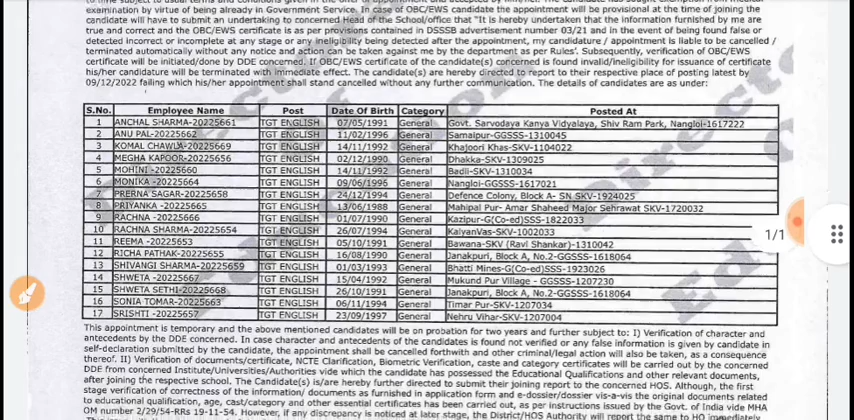 examination by virtue of being already in Government Service. In case of OBC/EWS candidate the appointment will be provisional at the time of joining the
candidate will have to submit an undertaking to concerned Head of the School/office that "It is hereby undertaken that the information furnished by me are
true and correct and the OBC/EWS certificate is as per provisions contained in DSSSB advertisement number 03/21 and in the event of being found false or
detected incorrect or incomplete at any stage or any ineligibility being detected after the appointment, my candidature / appointment is liable to be cancelled /
terminated automatically without any notice and action can be taken against me by the department as per Rules'. Subsequently, verification of OBC/EWS
certificate will be initiated/done by DDE concerned. If OBC/EWS certificate of the candidate(s) concerned is found invalid/ineligibility for issuance of certificate
his/her candidature will be terminated with immediate effect. The candidate(s) are hereby directed to report to their respective place of posting latest by
09/12/2022 failing which his/her appointment shall stand cancelled without any further communication. The details of candidates are as under:
S.No. Employee Name Post Date Of Birth Category Posted At
1 ANCHAL SHARMA-20225661 TGT ENGLISH 07/05/1991 General Govt. Sarvodaya Kanya Vidyalaya, Shiv Ram Park, Nangloi-1617222
2 ANU PAL-20225662 TGT ENGLISH 11/02/1996 General Samaipur-GGSSS-1310045
3 KOMAL CHAWLA-20225669 TGT ENGLISH 14/11/1992 General Khajoori Khas-SKV-1104022
4 MEGHA KAPOOR-20225656 TGT ENGLISH 02/12/1990 General Dhakka-SKV-1309025
5 MOHINI -20225660 TGT ENGLISH 14/11/1992 General Badli-SKV-1310034
6 MONIKA -20225664 TGT ENGLISH 09/06/1995 General Nangloi-GGSSS-1617021
7 PRERNA SAGAR-20225658 TGT ENGLISH 24/12/1994 General Defence Colony, Block A- SN SKV-1924025
8 PRIYANKA -20225665 TGT ENGLISH 13/06/1988 General Mahipal Pur- Amar Shaheed Major Sehrawat SKV-1720032
9 RACHNA -20225666 TGT ENGLISH 01/07/1990 General Kazipur-G(Co-ed)SSS-1822033
10 RACHNA SHARMA-20225654 TGT ENGLISH 26/07/1994 General KalyanVas-SKV-1002033
11 REEMA -20225653 TGT ENGLISH 05/10/1991 General Bawana-SKV (Ravi Shankar)-1310042
12 RICHA PATHAK-20225655 TGT ENGLISH 16/08/1990 General Janakpuri, Block A, No.2-GGSSS-1618064
13 SHIVANGI SHARMA-20225659 TGT ENGLISH 01/03/1993 General Bhatti Mines-G(Co-ed)SSS-1923026
14 SHWETA -20225667 TGT ENGLISH 15/04/1992 General Mukund Pur Village - GGSSS-1207230
15 SHWETA SETHI-20225668 TGT ENGLISH 26/10/1991 General Janakpuri, Block A, No.2-GGSSS-1618064
16 SONIA TOMAR-20225663 TGT ENGLISH 06/11/1994 General Timar Pur-SKV-1207034
17 SRISHTI -20225657 TGT ENGLISH 23/09/1997 General Nehru Vihar-SKV-1207004
1/1
This appointment is temporary and the above mentioned candidates will be on probation for two years and further subject to: I) Verification of character and
antecedents by the DDE concerned. In case character and antecedents of the candidates is found not verified or any false information is given by candidate in
self-declaration submitted by the candidate, the appointment shall be cancelled forthwith and other criminal/legal action will also be taken, as a consequence
thereof. II) Verification of documents/certificate, NCTE Clarification, Biometric Verification, caste and category certificates will be carried out by the concerned
DDE from concerned Institute/Universities/Authorities vide which the candidate has possessed the Educational Qualifications and other relevant documents,
after joining the respective school. The Candidate(s) is/are hereby further directed to submit their joining report to the concerned HOS. Although, the first
stage verification of correctness of the information/ documents as furnished in application form and e-dossier/dossier vis-a-vis the original documents related
to educational qualification, age, cast/category and other essential certificates has been carried out, as per instructions issued by the Govt. of India vide MHA
OM number 2/29/54-RRs 19-11-54. However, if any discrepancy is noticed at later stage, the District/HOS Authority will report the same to HO immediately